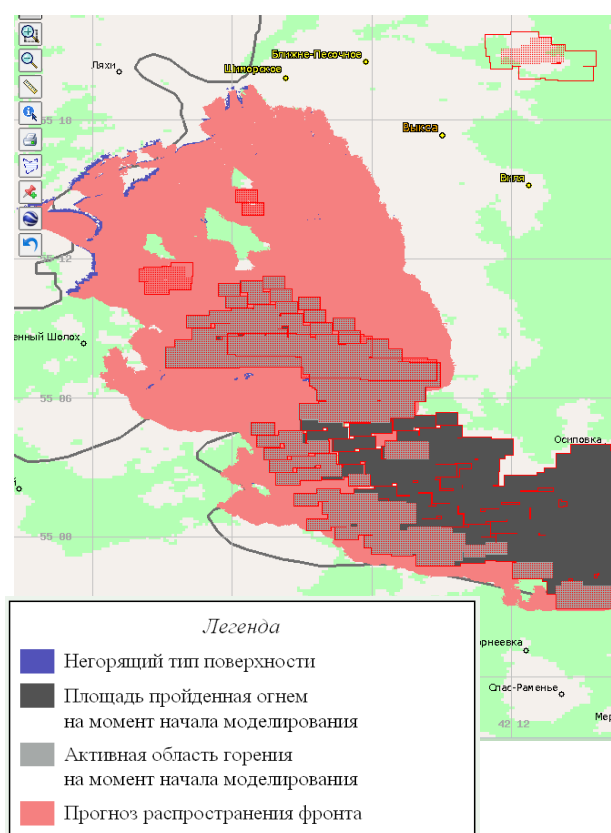 Ближне-Песочное
Ляхи
Шиморское
55 18
Выкса
Виля
55 12
енный Шолох
55 06
Осиповка
й
55 00
Легенда
Негорящий тип поверхности
Площадь пройденная огнем
на момент начала моделирования
Активная область горения
на момент начала моделирования
Прогноз распространения фронта
рнеевка
Спас-Раменье
Мер
42 12